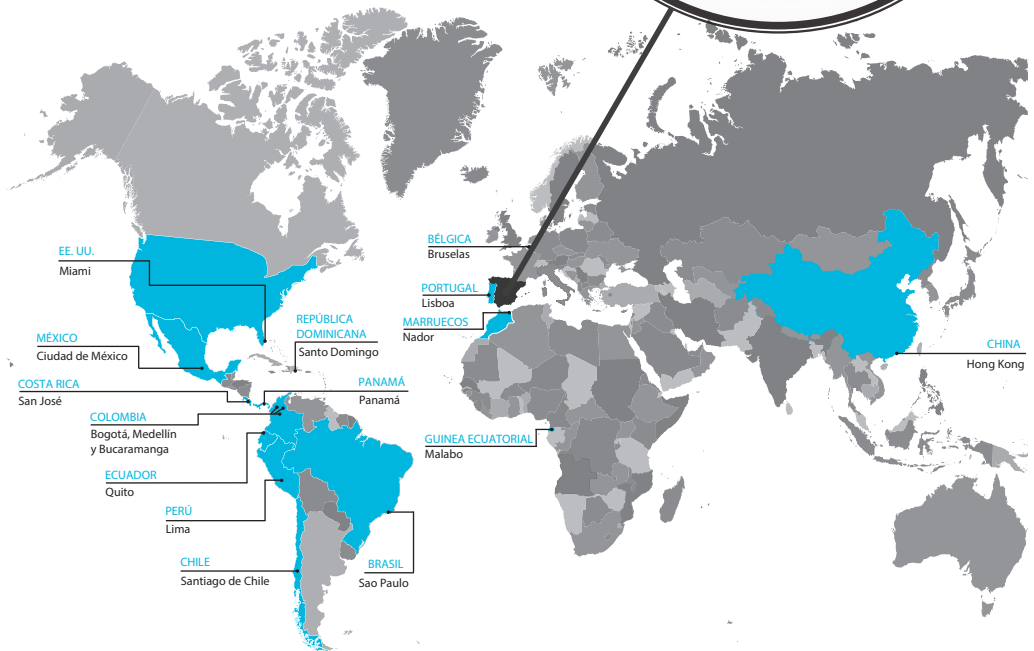 EE. UU.
Miami
MÉXICO
Ciudad de México
COSTA RICA
San José
REPÚBLICA
DOMINICANA
Santo Domingo
PANAMÁ
Panamá
COLOMBIA
Bogotá, Medellín
y Bucaramanga
ECUADOR
Quito
PERÚ
Lima
CHILE
Santiago de Chile
BRASIL
Sao Paulo
BÉLGICA
Bruselas
PORTUGAL
Lisboa
MARRUECOS
Nador
GUINEA ECUATORIAL
Malabo
CHINA
Hong Kong